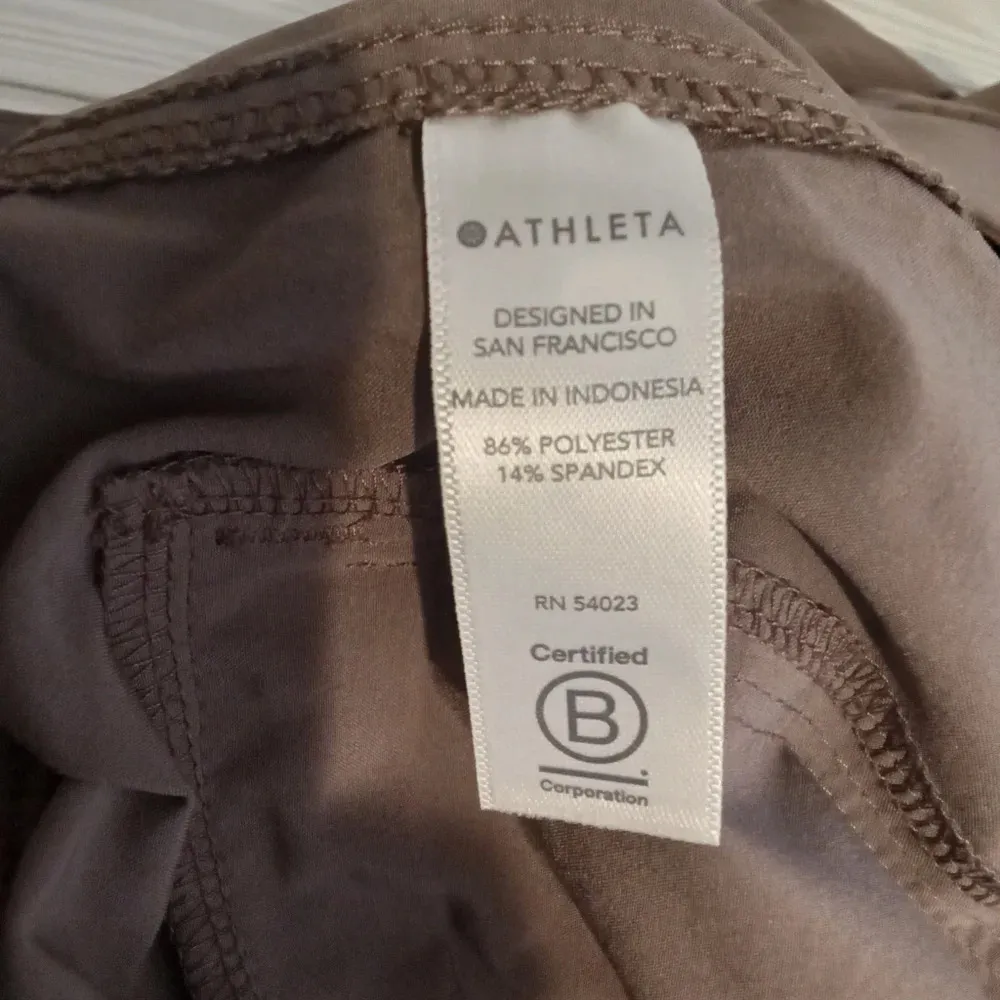 ATHLETA
DESIGNED IN
SAN FRANCISCO
MADE IN INDONESIA
86% POLYESTER
14% SPANDEX
RN 54023
Certified
B
Corporation